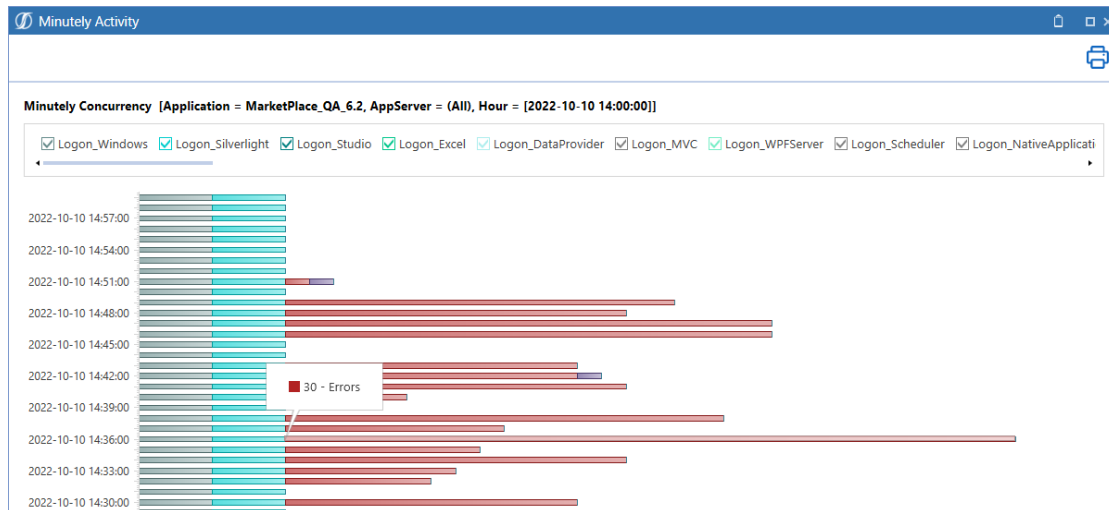 Minutely Activity
Minutely Concurrency [Application = MarketPlace_QA_6.2, AppServer = (All), Hour = [2022-10-10 14:00:00]]
Logon_Windows Logon_Silverlight Logon_Studio Logon_Excel Logon_DataProvider Logon_MVC Logon_WPFServer Logon_Scheduler Logon_NativeApplicati
2022-10-10 14:57:00
2022-10-10 14:54:00
2022-10-10 14:51:00
2022-10-10 14:48:00
2022-10-10 14:45:00
2022-10-10 14:42:00
30 - Errors
2022-10-10 14:39:00
2022-10-10 14:36:00
2022-10-10 14:33:00
2022-10-10 14:30:00